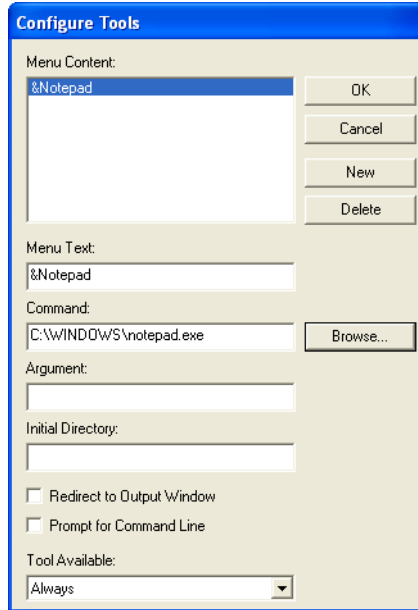 Configure Tools
Menu Content:
&Notepad
OK
Cancel
New
Delete
Menu Text:
&Notepad
Command:
C:\WINDOWS\notepad.exe
Browse...
Argument:
Initial Directory:
Redirect to Output Window
Prompt for Command Line
Tool Available:
Always